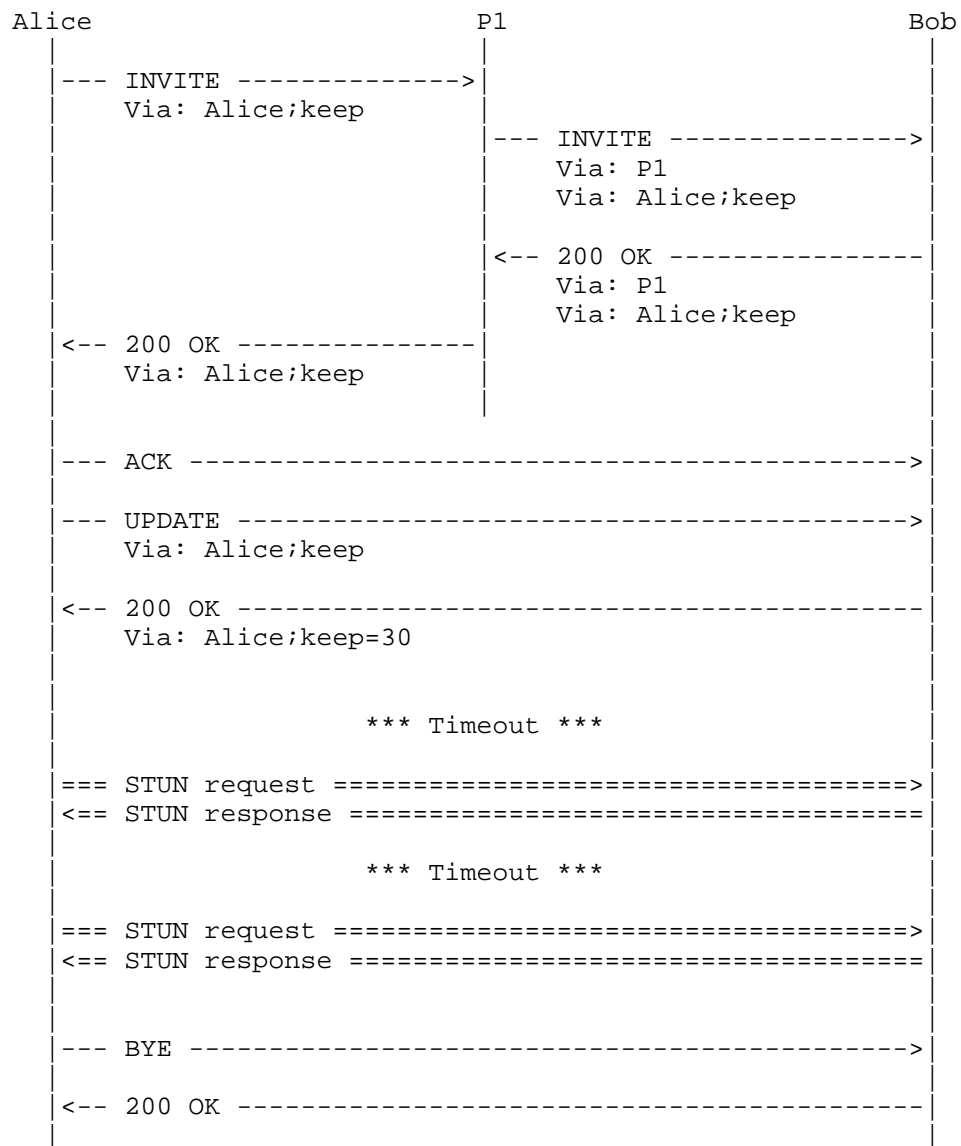 Alice                        P1                         Bob
|                          |                          |
|--- INVITE -------------->|                          |
|    Via: Alice;keep       |                          |
|                          |--- INVITE --------------->|
|                          |    Via: P1               |
|                          |    Via: Alice;keep       |
|                          |                          |
|                          |<-- 200 OK ----------------|
|                          |    Via: P1               |
|                          |    Via: Alice;keep       |
|<-- 200 OK ---------------|                          |
|    Via: Alice;keep       |                          |
|                          |                          |
|                                                     |
|--- ACK --------------------------------------------->|
|                                                     |
|--- UPDATE ------------------------------------------>|
|    Via: Alice;keep                                  |
|                                                     |
|<-- 200 OK -------------------------------------------|
|    Via: Alice;keep=30                               |
|                                                     |
|                                                     |
|                   *** Timeout ***                   |
|                                                     |
|=== STUN request ====================================>|
|<== STUN response ====================================|
|                                                     |
|                   *** Timeout ***                   |
|                                                     |
|=== STUN request ====================================>|
|<== STUN response ====================================|
|                                                     |
|                                                     |
|--- BYE --------------------------------------------->|
|                                                     |
|<-- 200 OK -------------------------------------------|
|                                                     |